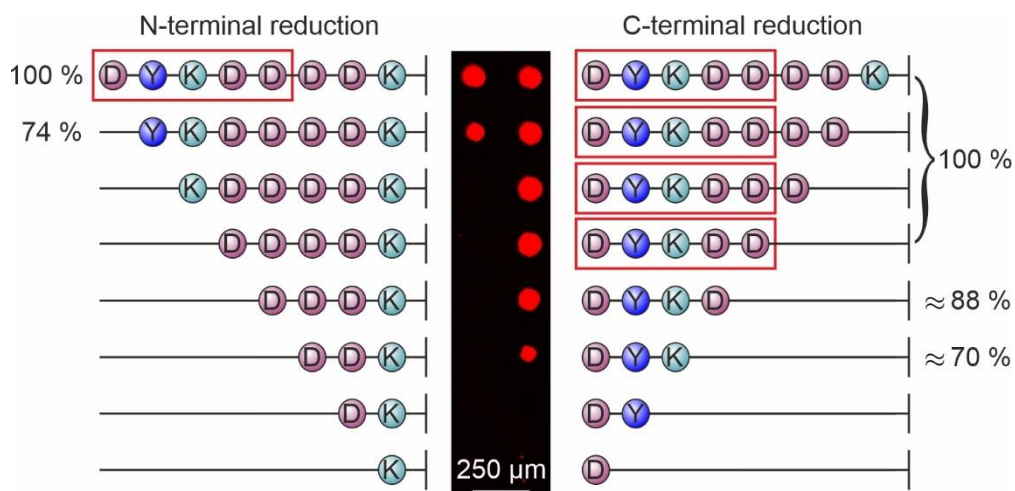 N-terminal reduction C-terminal reduction
100 % D Y K D D D D K D Y K D D D D K
74 % Y K D D D D K D Y K D D D D
100 %
K D D D D K D Y K D D D
D D D D K D Y K D D
D D D K D Y K D ≈ 88 %
D D K D Y K ≈ 70 %
D K D Y
K 250 µm D